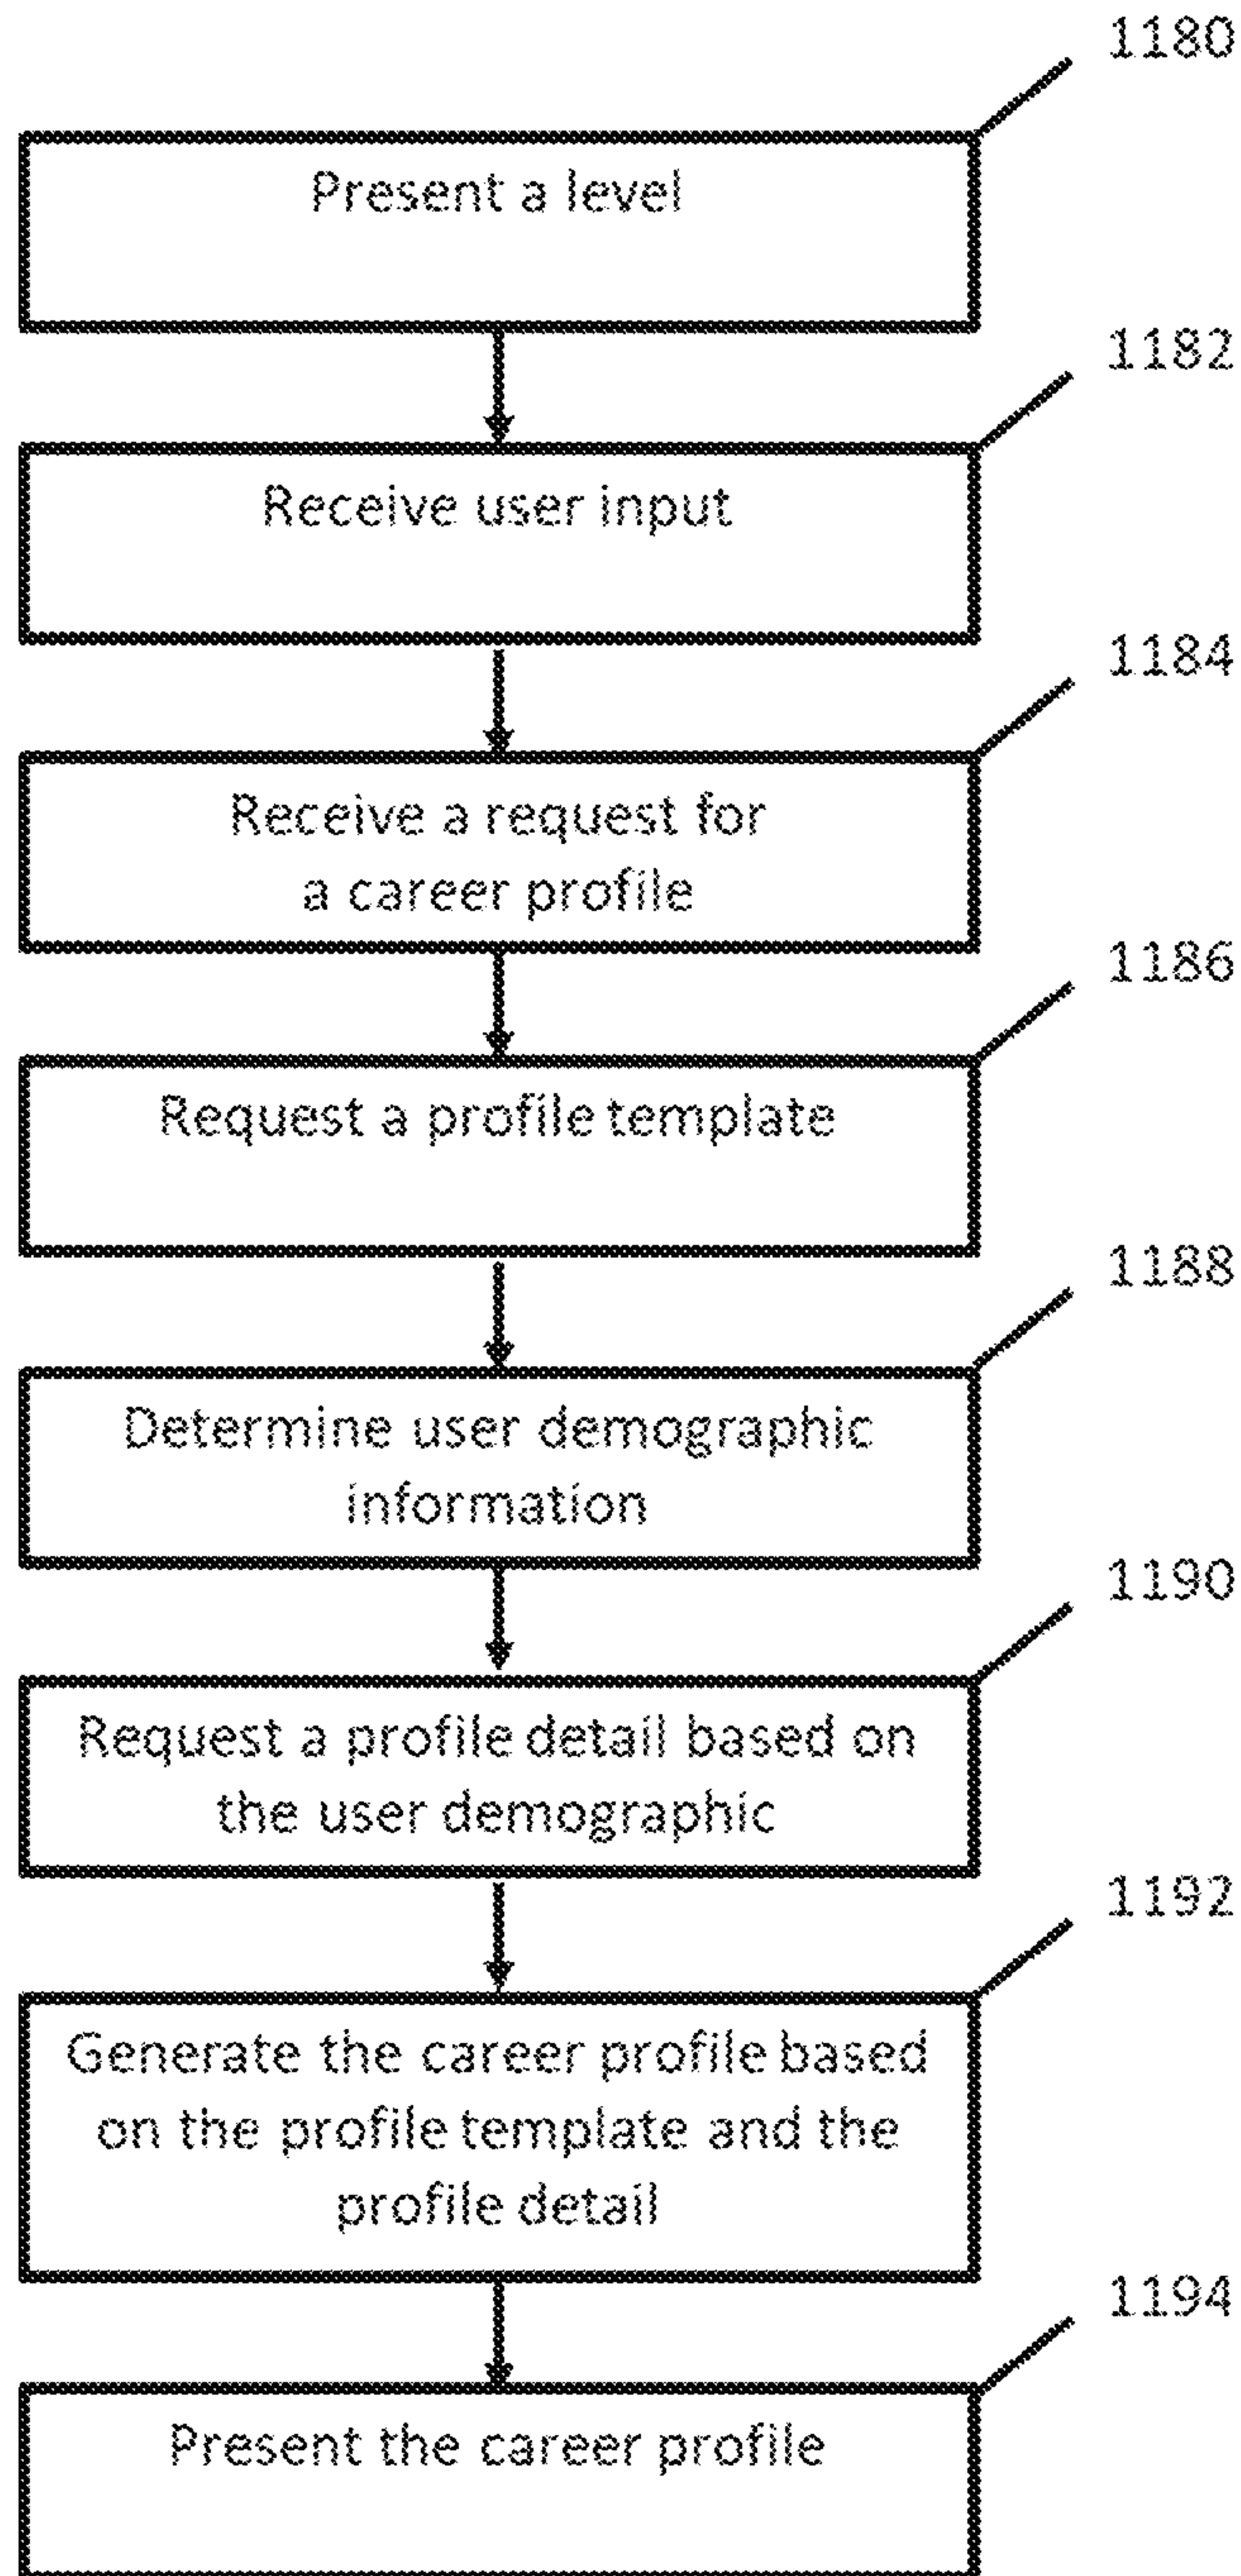 1180
Present a level
1182
Receive user input
1184
Receive a request for
a career profile
1186
Request a profile template
1188
Determine user demographic
information
1190
Request a profile detail based on
the user demographic
1192
Generate the career profile based
on the profile template and the
profile detail
1194
Present the career profile